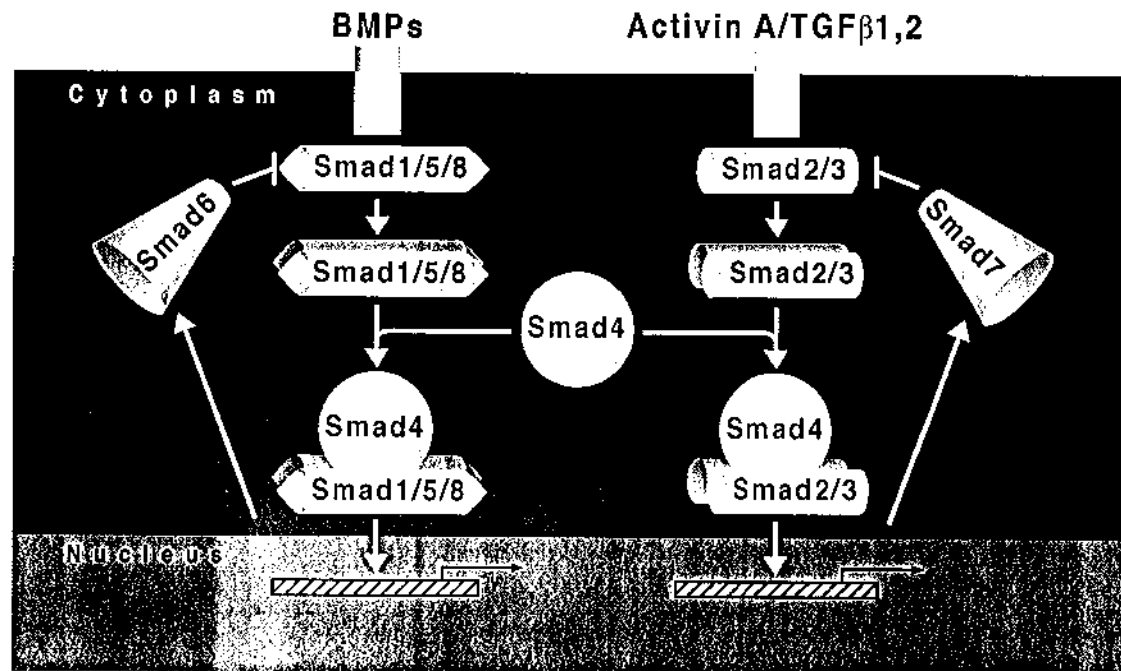 BMPs
Activin A/TGFβ1,2
Cytoplasm
Smad1/5/8
Smad2/3
Smad6
Smad7
Smad1/5/8
Smad2/3
Smad4
Smad4
Smad4
Smad1/5/8
Smad2/3
Nucleus